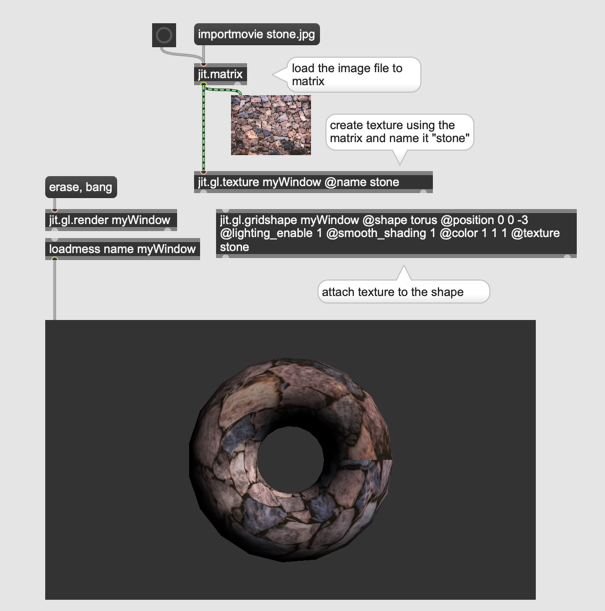 importmovie stone.jpg
jit.matrix
load the image file to
matrix
create texture using the
matrix and name it "stone"
jit.gl.texture myWindow @name stone
erase, bang
jit.gl.render myWindow
loadmess name myWindow
jit.gl.gridshape myWindow @shape torus @position 0 0 -3
@lighting_enable 1 @smooth_shading 1 @color 1 1 1 @texture
stone
attach texture to the shape